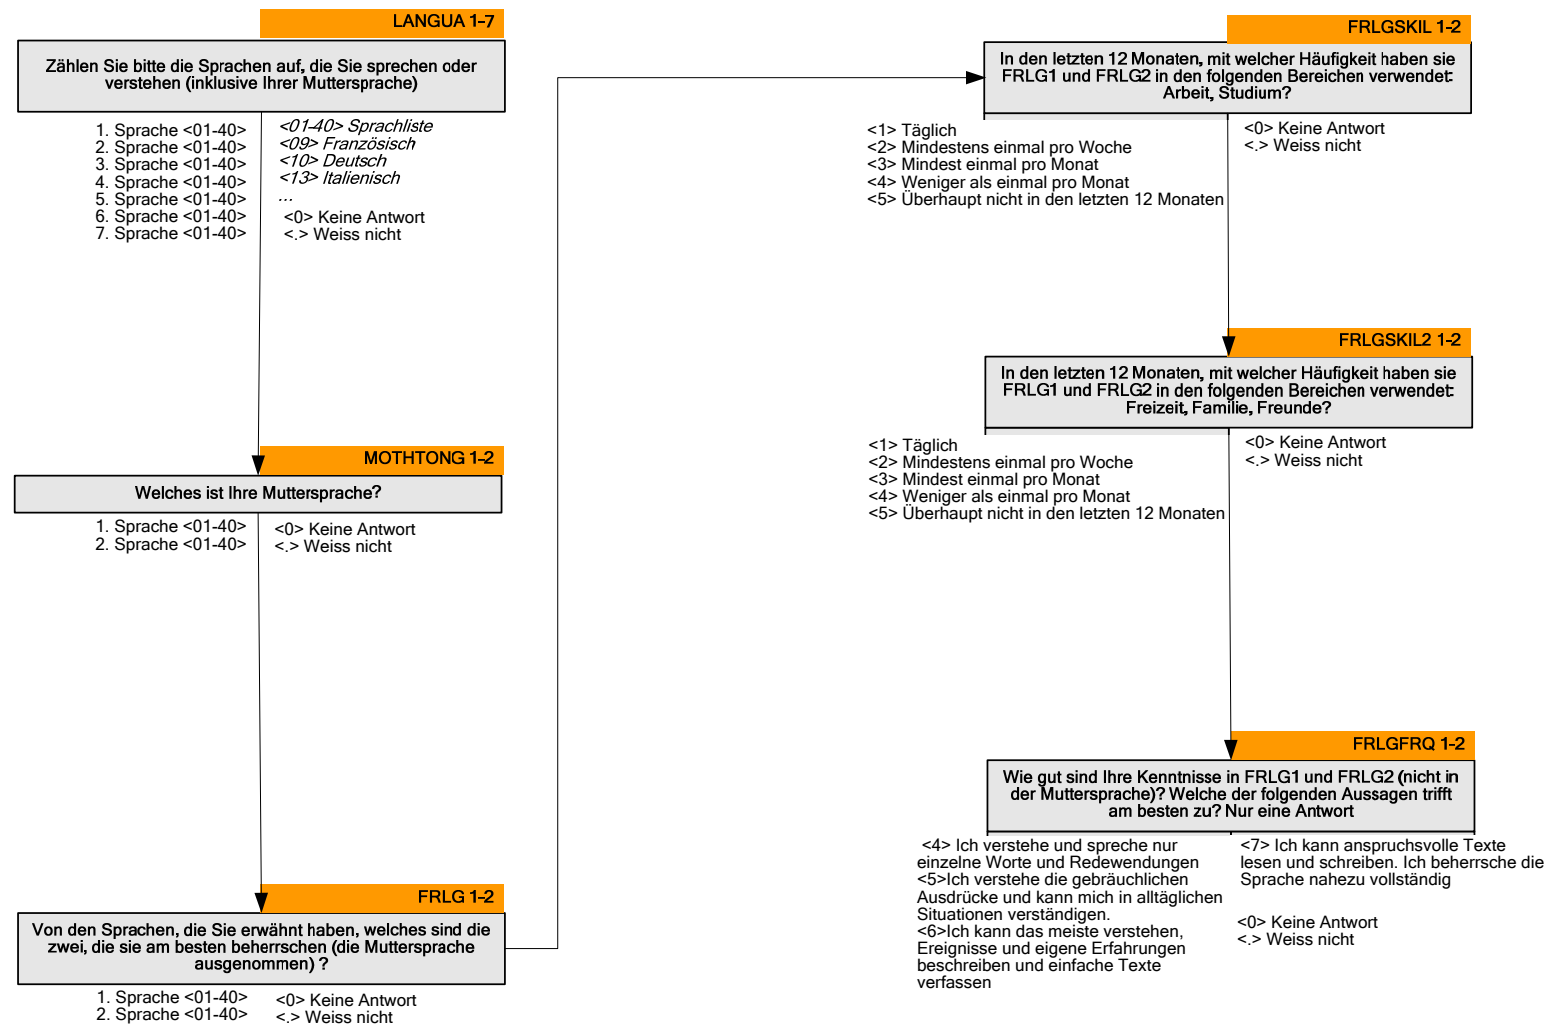 LANGUA 1-7
Zählen Sie bitte die Sprachen auf, die Sie sprechen oder
verstehen (inklusive Ihrer Muttersprache)
1. Sprache <01-40>
2. Sprache <01-40>
3. Sprache <01-40>
4. Sprache <01-40>
5. Sprache <01-40>
6. Sprache <01-40>
7. Sprache <01-40>
<01-40> Sprachliste
<09> Französisch
<10> Deutsch
<13> Italienisch
...
<0> Keine Antwort
<.> Weiss nicht
MOTHTONG 1-2
Welches ist Ihre Muttersprache?
1. Sprache <01-40>
2. Sprache <01-40>
<0> Keine Antwort
<.> Weiss nicht
FRLG 1-2
Von den Sprachen, die Sie erwähnt haben, welches sind die
zwei, die sie am besten beherrschen (die Muttersprache
ausgenommen) ?
1. Sprache <01-40>
2. Sprache <01-40>
<0> Keine Antwort
<.> Weiss nicht
FRLGSKIL 1-2
In den letzten 12 Monaten, mit welcher Häufigkeit haben sie
FRLG1 und FRLG2 in den folgenden Bereichen verwendet:
Arbeit, Studium?
<1> Täglich
<2> Mindestens einmal pro Woche
<3> Mindest einmal pro Monat
<4> Weniger als einmal pro Monat
<5> Überhaupt nicht in den letzten 12 Monaten
<0> Keine Antwort
<.> Weiss nicht
FRLGSKIL2 1-2
In den letzten 12 Monaten, mit welcher Häufigkeit haben sie
FRLG1 und FRLG2 in den folgenden Bereichen verwendet:
Freizeit, Familie, Freunde?
<1> Täglich
<2> Mindestens einmal pro Woche
<3> Mindest einmal pro Monat
<4> Weniger als einmal pro Monat
<5> Überhaupt nicht in den letzten 12 Monaten
<0> Keine Antwort
<.> Weiss nicht
FRLGFRQ 1-2
Wie gut sind Ihre Kenntnisse in FRLG1 und FRLG2 (nicht in
der Muttersprache)? Welche der folgenden Aussagen trifft
am besten zu? Nur eine Antwort
<4> Ich verstehe und spreche nur
einzelne Worte und Redewendungen
<5>Ich verstehe die gebräuchlichen
Ausdrücke und kann mich in alltäglichen
Situationen verständigen.
<6>Ich kann das meiste verstehen,
Ereignisse und eigene Erfahrungen
beschreiben und einfache Texte
verfassen
<7> Ich kann anspruchsvolle Texte
lesen und schreiben. Ich beherrsche die
Sprache nahezu vollständig
<0> Keine Antwort
<.> Weiss nicht